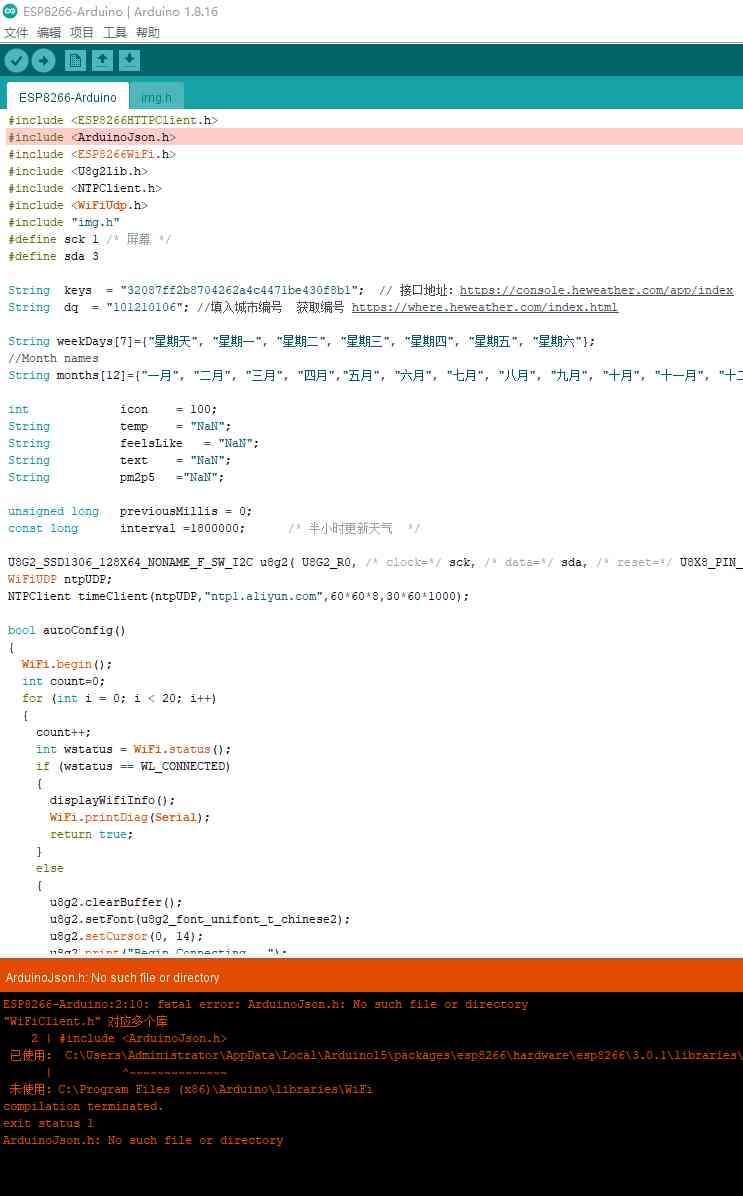 ESP8266-Arduino | Arduino 1.8.16
文件 编辑 项目 工具 帮助
ESP8266-Arduino img.h
#include <ESP8266HTTPClient.h>
#include <ArduinoJson.h>
#include <ESP8266WiFi.h>
#include <U8g2lib.h>
#include <NTPClient.h>
#include <WiFiUdp.h>
#include "img.h"
#define sck 1 /* 屏幕 */
#define sda 3
String keys = "32087ff2b8704262a4c4471be430f8b1"; // 接口地址: https://console.heweather.com/app/index
String dq = "101210106"; //填入城市编号 获取编号 https://where.heweather.com/index.html
String weekDays[7]={"星期天", "星期一", "星期二", "星期三", "星期四", "星期五", "星期六"};
//Month names
String months[12]={"一月", "二月", "三月", "四月","五月", "六月", "七月", "八月", "九月", "十月", "十一月", "十二
int icon = 100;
String temp = "NaN";
String feelsLike = "NaN";
String text = "NaN";
String pm2p5 ="NaN";
unsigned long previousMillis = 0;
const long interval =1800000; /* 半小时更新天气 */
U8G2_SSD1306_128X64_NONAME_F_SW_I2C u8g2( U8G2_R0, /* clock=*/ sck, /* data=*/ sda, /* reset=*/ U8X8_PIN_
WiFiUDP ntpUDP;
NTPClient timeClient(ntpUDP,"ntp1.aliyun.com",60*60*8,30*60*1000);
bool autoConfig()
{
WiFi.begin();
int count=0;
for (int i = 0; i < 20; i++)
{
count++;
int wstatus = WiFi.status();
if (wstatus == WL_CONNECTED)
{
displayWifiInfo();
WiFi.printDiag(Serial);
return true;
}
else
{
u8g2.clearBuffer();
u8g2.setFont(u8g2_font_unifont_t_chinese2);
u8g2.setCursor(0, 14);
u8g2.print("Begin Connecting...");
ArduinoJson.h: No such file or directory
ESP8266-Arduino:2:10: fatal error: ArduinoJson.h: No such file or directory
"WiFiClient.h" 对应多个库
2 | #include <ArduinoJson.h>
已使用: C:\Users\Administrator\AppData\Local\Arduino15\packages\esp8266\hardware\esp8266\3.0.1\libraries\
| ^~~~~~~~~~~~~~~
未使用: C:\Program Files (x86)\Arduino\libraries\WiFi
compilation terminated.
exit status 1
ArduinoJson.h: No such file or directory